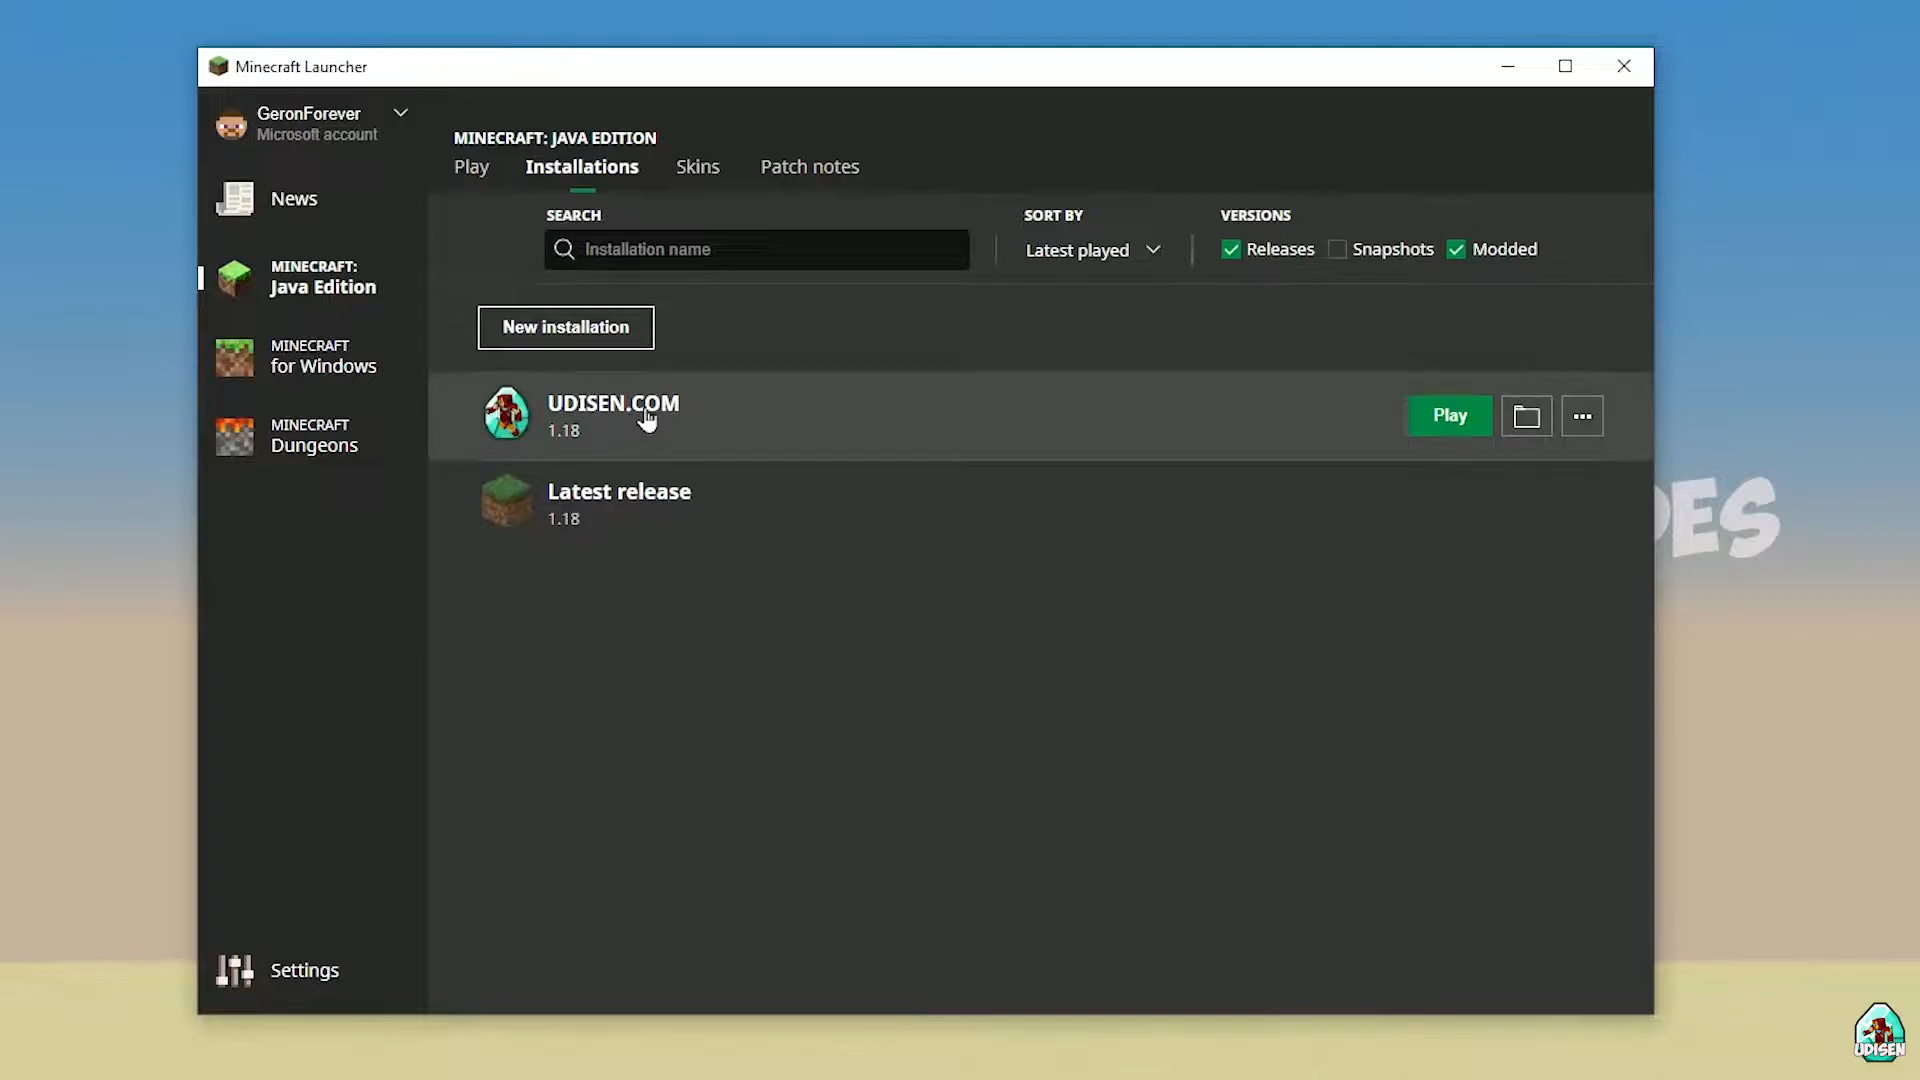 Minecraft Launcher
GeronForever
Microsoft account
News
MINECRAFT:
Java Edition
MINECRAFT
for Windows
MINECRAFT
Dungeons
Settings
MINECRAFT: JAVA EDITION
Play Installations Skins Patch notes
SEARCH SORT BY VERSIONS
Installation name Latest played Releases Snapshots Modded
New installation
UDISEN.COM
1.18
Play
Latest release
1.18
UDISEN